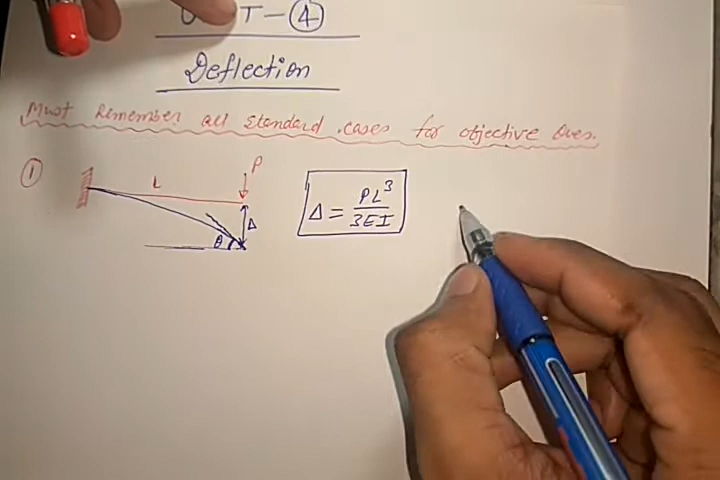 T-④
Deflection
Must Remember all standard cases for objective Ques.
① L P
Δ = PL³/3EI
Δ
θ